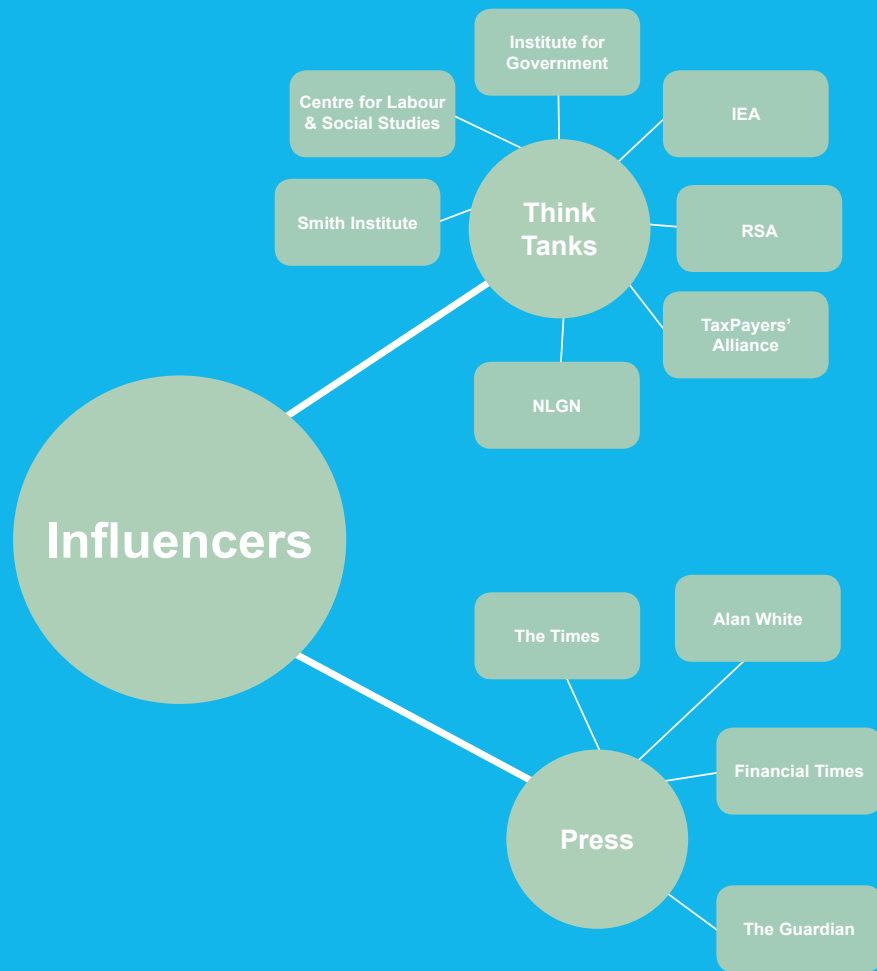 Institute for
Government
Centre for Labour
& Social Studies
IEA
Smith Institute
Think
Tanks
RSA
TaxPayers’
Alliance
NLGN
Influencers
The Times
Alan White
Financial Times
Press
The Guardian